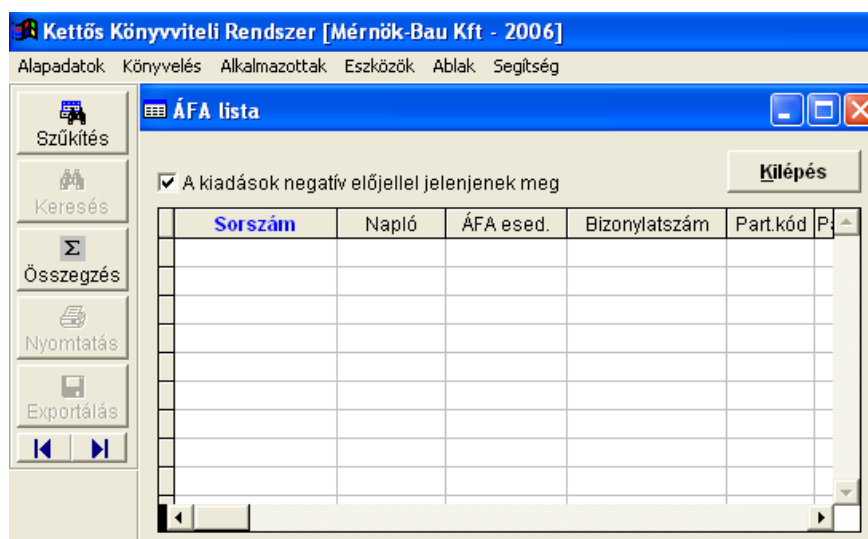 Kettős Könyvviteli Rendszer [Mérnök-Bau Kft - 2006]
Alapadatok Könyvelés Alkalmazottak Eszközök Ablak Segítség
ÁFA lista
Szűkítés
Keresés
Összegzés
Nyomtatás
Exportálás
A kiadások negatív előjellel jelenjenek meg
Kilépés
Sorszám Napló ÁFA esed. Bizonylatszám Part.kód